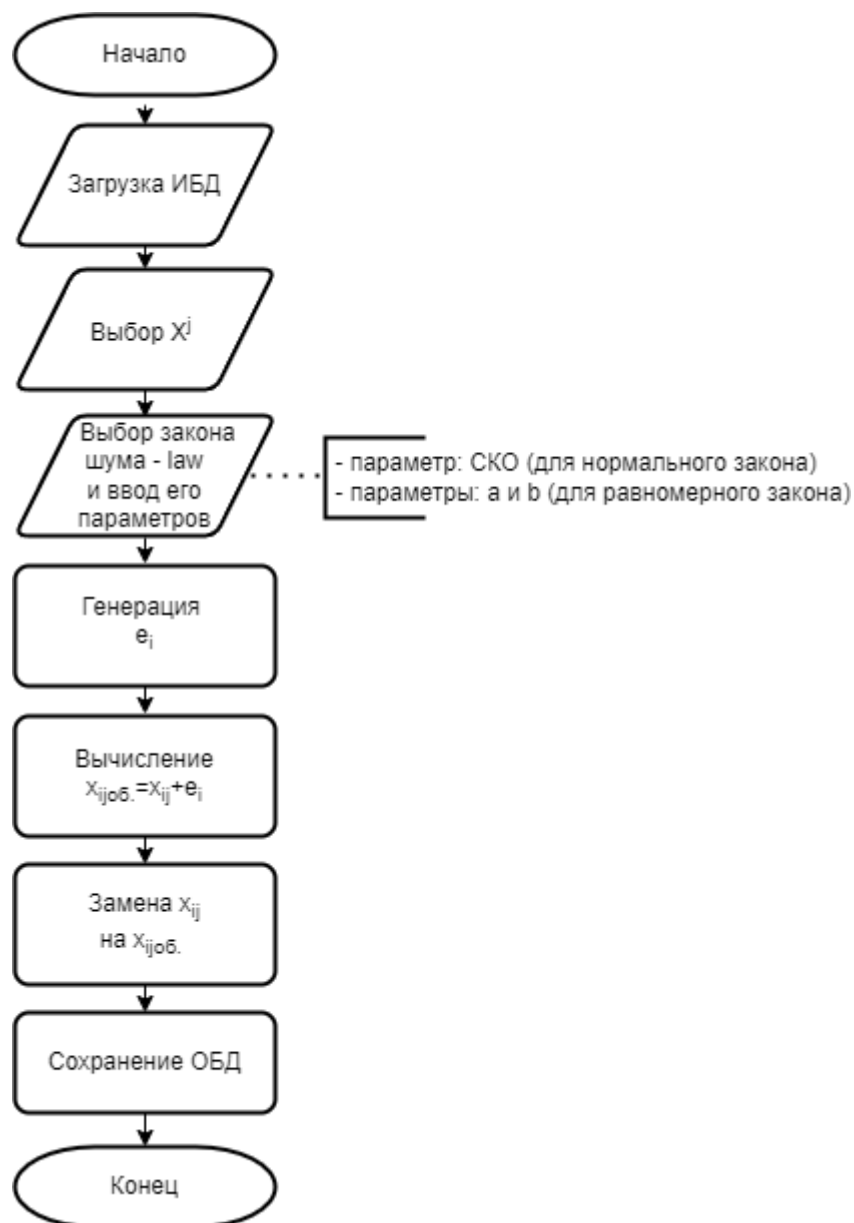 Начало
Загрузка ИБД
Выбор X^j
Выбор закона
шума - law
и ввод его
параметров
- параметр: СКО (для нормального закона)
- параметры: a и b (для равномерного закона)
Генерация
e_i
Вычисление
x_ijоб.=x_ij+e_i
Замена x_ij
на x_ijоб.
Сохранение ОБД
Конец